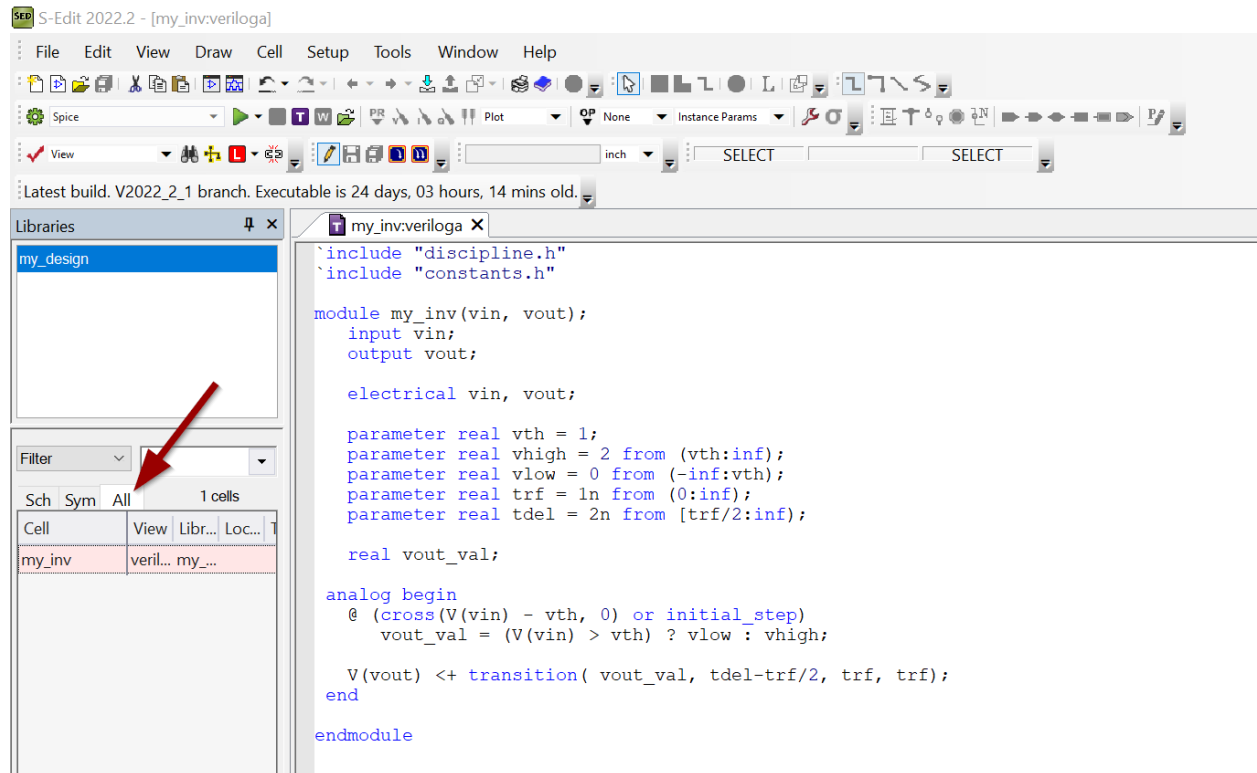 SED S-Edit 2022.2 - [my_inv:veriloga]
File Edit View Draw Cell Setup Tools Window Help
Spice T W PR Plot OP None Instance Params
View L inch SELECT SELECT
Latest build. V2022_2_1 branch. Executable is 24 days, 03 hours, 14 mins old.
Libraries
my_design
Filter
Sch Sym All 1 cells
Cell View Libr... Loc... T
my_inv veril... my_...
T my_inv:veriloga
`include "discipline.h"
`include "constants.h"
module my_inv(vin, vout);
input vin;
output vout;
electrical vin, vout;
parameter real vth = 1;
parameter real vhigh = 2 from (vth:inf);
parameter real vlow = 0 from (-inf:vth);
parameter real trf = 1n from (0:inf);
parameter real tdel = 2n from [trf/2:inf);
real vout_val;
analog begin
@ (cross(V(vin) - vth, 0) or initial_step)
vout_val = (V(vin) > vth) ? vlow : vhigh;
V(vout) <+ transition( vout_val, tdel-trf/2, trf, trf);
end
endmodule